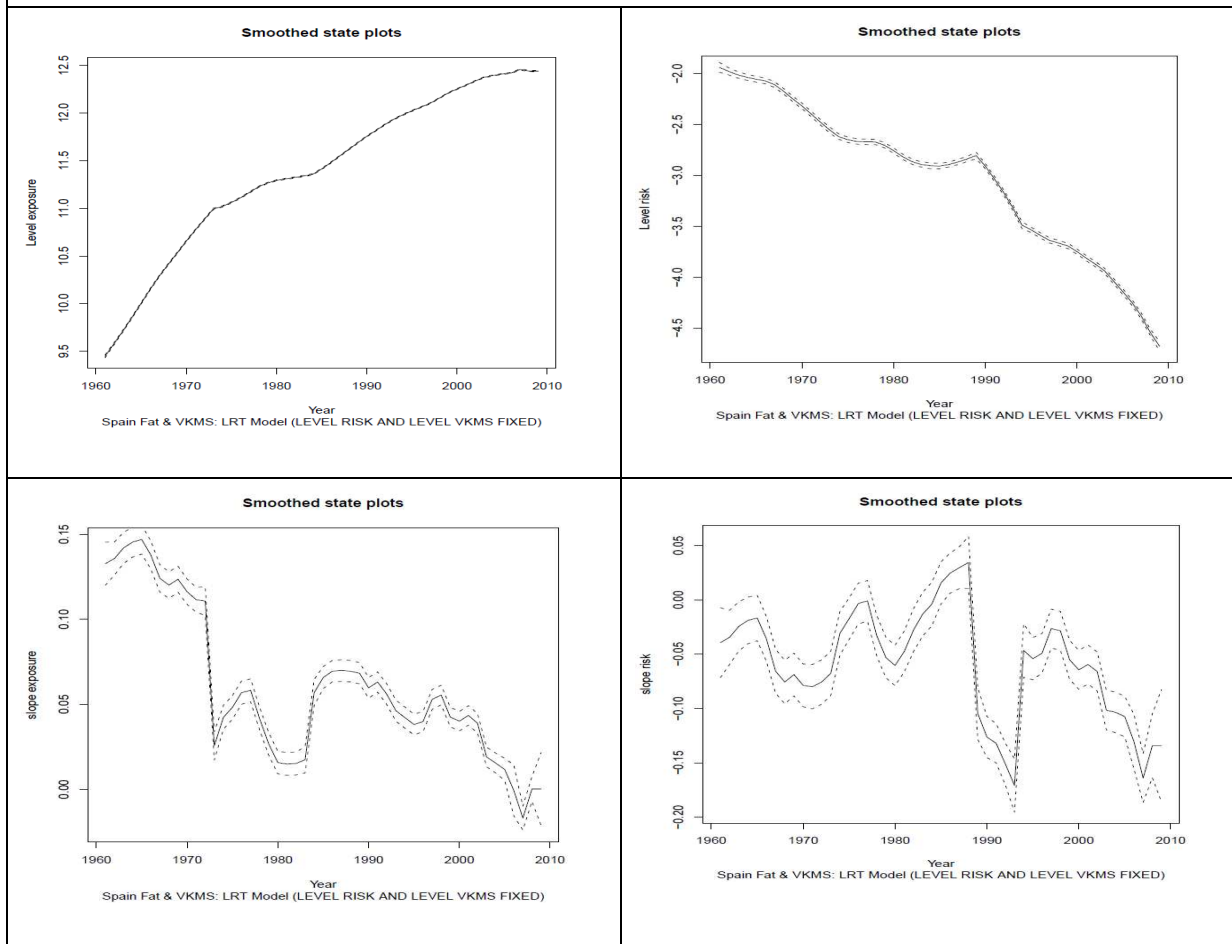 Smoothed state plots
Level exposure
12.5
12.0
11.5
11.0
10.5
10.0
9.5
1960 1970 1980 1990 2000 2010
Year
Spain Fat & VKMS: LRT Model (LEVEL RISK AND LEVEL VKMS FIXED)
Smoothed state plots
Level risk
−2.0
−2.5
−3.0
−3.5
−4.0
−4.5
1960 1970 1980 1990 2000 2010
Year
Spain Fat & VKMS: LRT Model (LEVEL RISK AND LEVEL VKMS FIXED)
Smoothed state plots
slope exposure
0.15
0.10
0.05
0.00
1960 1970 1980 1990 2000 2010
Year
Spain Fat & VKMS: LRT Model (LEVEL RISK AND LEVEL VKMS FIXED)
Smoothed state plots
slope risk
0.05
0.00
−0.05
−0.10
−0.15
−0.20
1960 1970 1980 1990 2000 2010
Year
Spain Fat & VKMS: LRT Model (LEVEL RISK AND LEVEL VKMS FIXED)